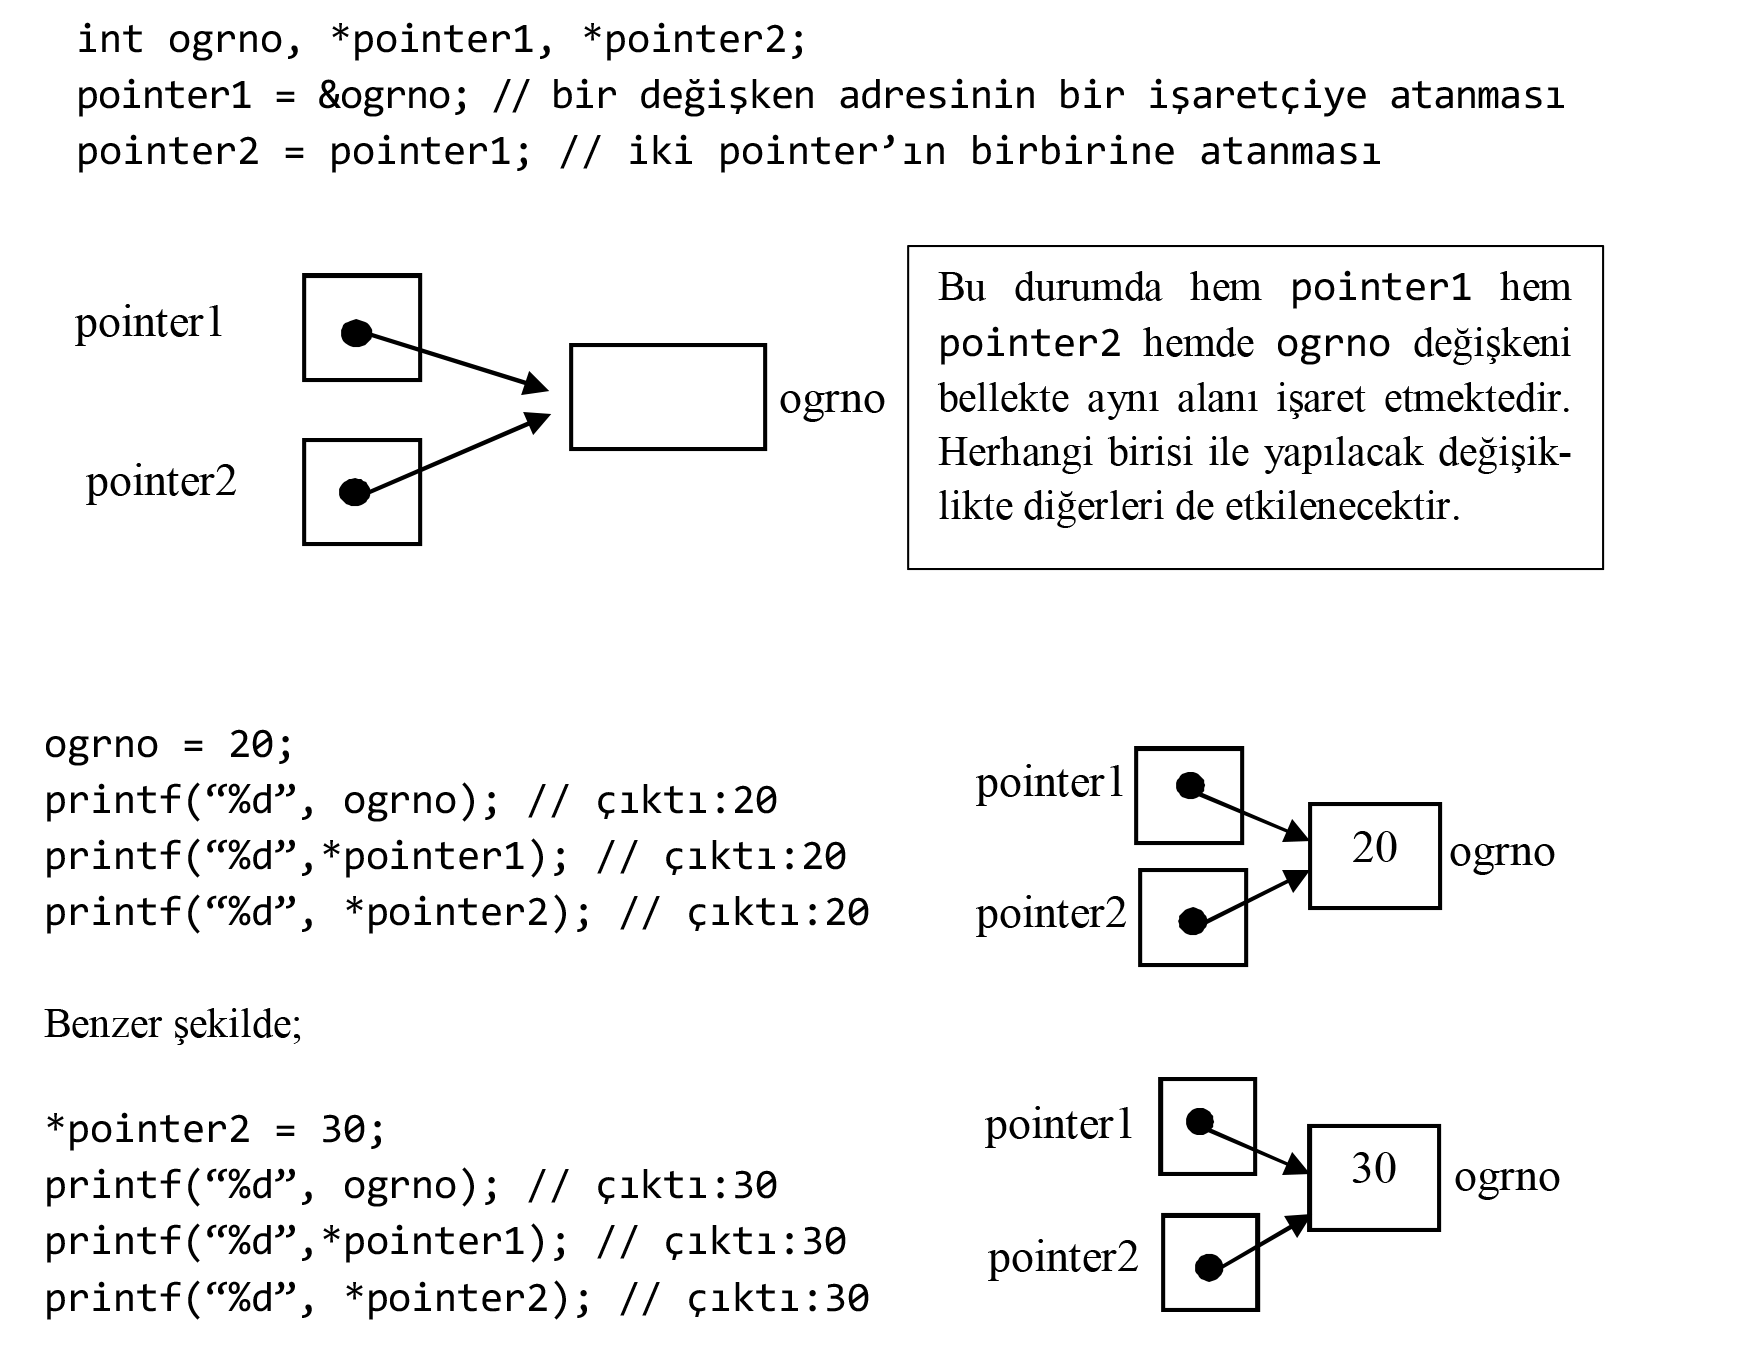 int ogrno, *pointer1, *pointer2;
pointer1 = &ogrno; // bir değişken adresinin bir işaretçiye atanması
pointer2 = pointer1; // iki pointer’ın birbirine atanması
pointer1
pointer2
ogrno
Bu durumda hem pointer1 hem
pointer2 hemde ogrno değişkeni
bellekte aynı alanı işaret etmektedir.
Herhangi birisi ile yapılacak değişik-
likte diğerleri de etkilenecektir.
ogrno = 20;
printf(“%d”, ogrno); // çıktı:20
printf(“%d”,*pointer1); // çıktı:20
printf(“%d”, *pointer2); // çıktı:20
pointer1
20
ogrno
pointer2
Benzer şekilde;
*pointer2 = 30;
printf(“%d”, ogrno); // çıktı:30
printf(“%d”,*pointer1); // çıktı:30
printf(“%d”, *pointer2); // çıktı:30
pointer1
30
ogrno
pointer2